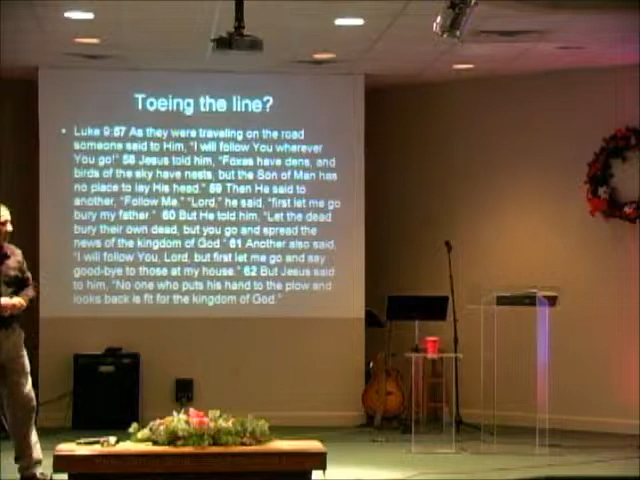 Toeing the line?
• Luke 9:57 As they were traveling on the road
someone said to Him, "I will follow You wherever
You go!" 58 Jesus told him, "Foxes have dens, and
birds of the sky have nests, but the Son of Man has
no place to lay His head." 59 Then He said to
another, "Follow Me." "Lord," he said, "first let me go
bury my father." 60 But He told him, "Let the dead
bury their own dead, but you go and spread the
news of the kingdom of God." 61 Another also said,
"I will follow You, Lord, but first let me go and say
good-bye to those at my house." 62 But Jesus said
to him, "No one who puts his hand to the plow and
looks back is fit for the kingdom of God."